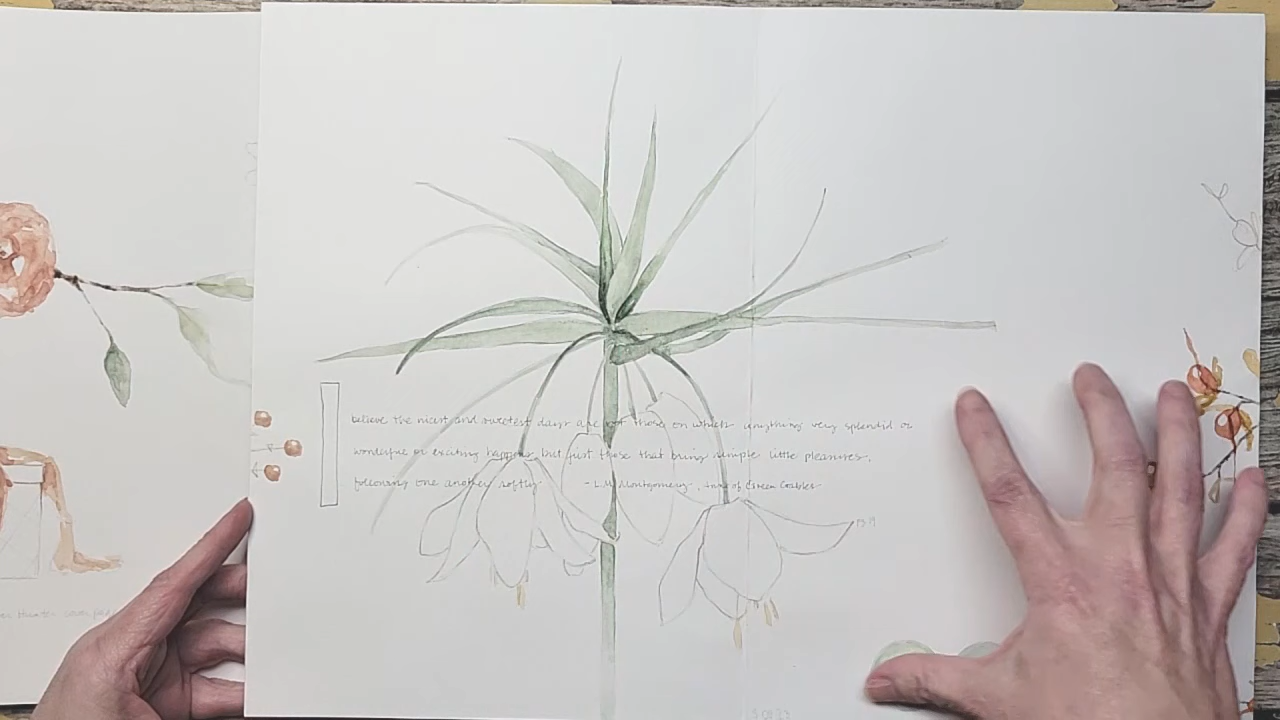 believe the nicest and sweetest days are not those on which anything very splendid or
wonderful or exciting happens but just those that bring simple little pleasures,
following one another softly - L.M. Montgomery, Anne of Green Gables